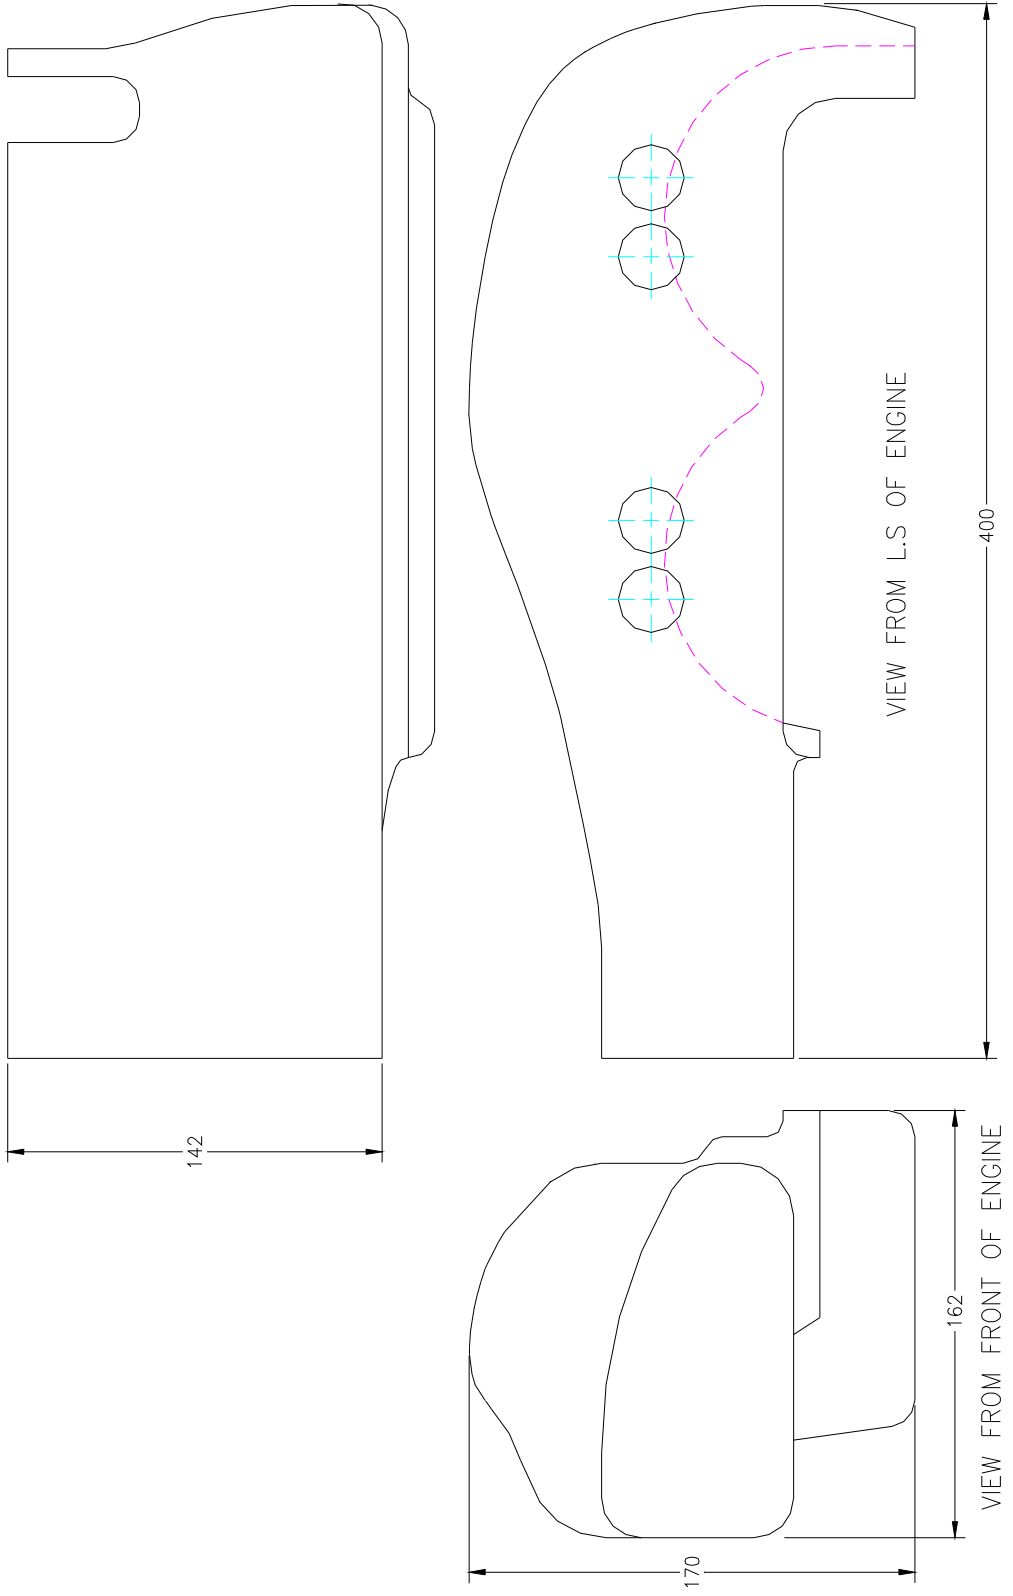 142
VIEW FROM L.S OF ENGINE
400
162
VIEW FROM FRONT OF ENGINE
170